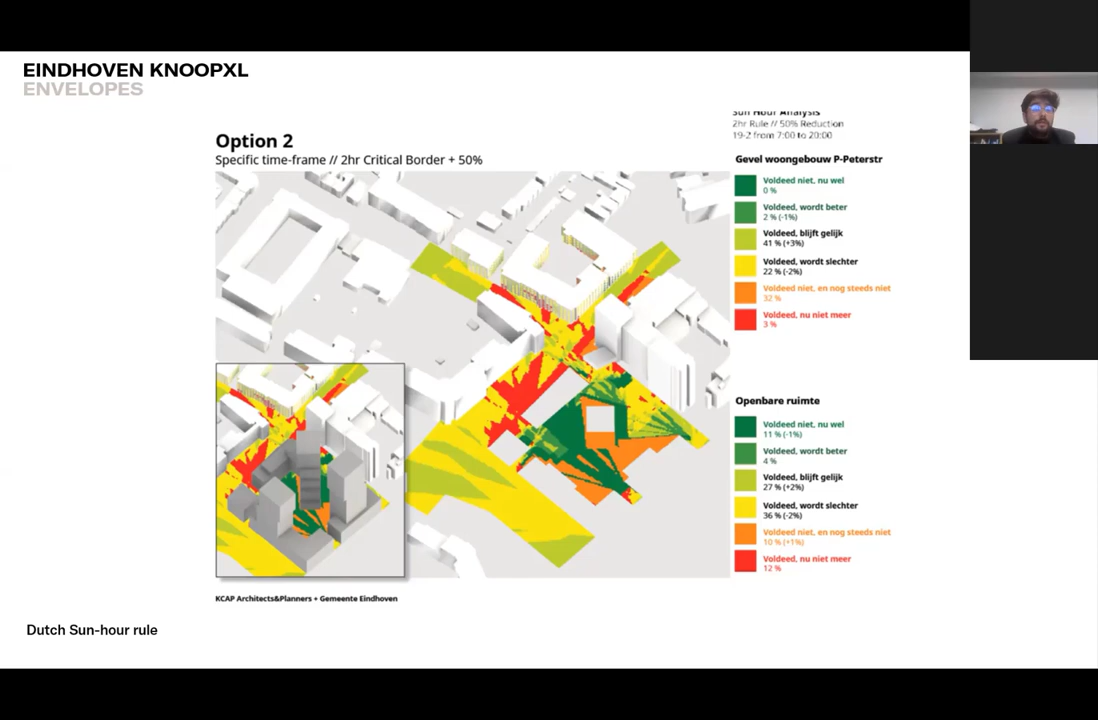 EINDHOVEN KNOOPXL
ENVELOPES
Option 2
Specific time-frame // 2hr Critical Border + 50%
Sun Hour Analysis
2hr Rule // 50% Reduction
19-2 from 7:00 to 20:00
Gevel woongebouw P-Peterstr
Voldeed niet, nu wel
0 %
Voldeed, wordt beter
2 % (-1%)
Voldeed, blijft gelijk
41 % (+3%)
Voldeed, wordt slechter
22 % (-2%)
Voldeed niet, en nog steeds niet
32 %
Voldeed, nu niet meer
3 %
Openbare ruimte
Voldeed niet, nu wel
11 % (-1%)
Voldeed, wordt beter
4 %
Voldeed, blijft gelijk
27 % (+2%)
Voldeed, wordt slechter
36 % (-2%)
Voldeed niet, en nog steeds niet
10 % (+1%)
Voldeed, nu niet meer
12 %
KCAP Architects&Planners + Gemeente Eindhoven
Dutch Sun-hour rule